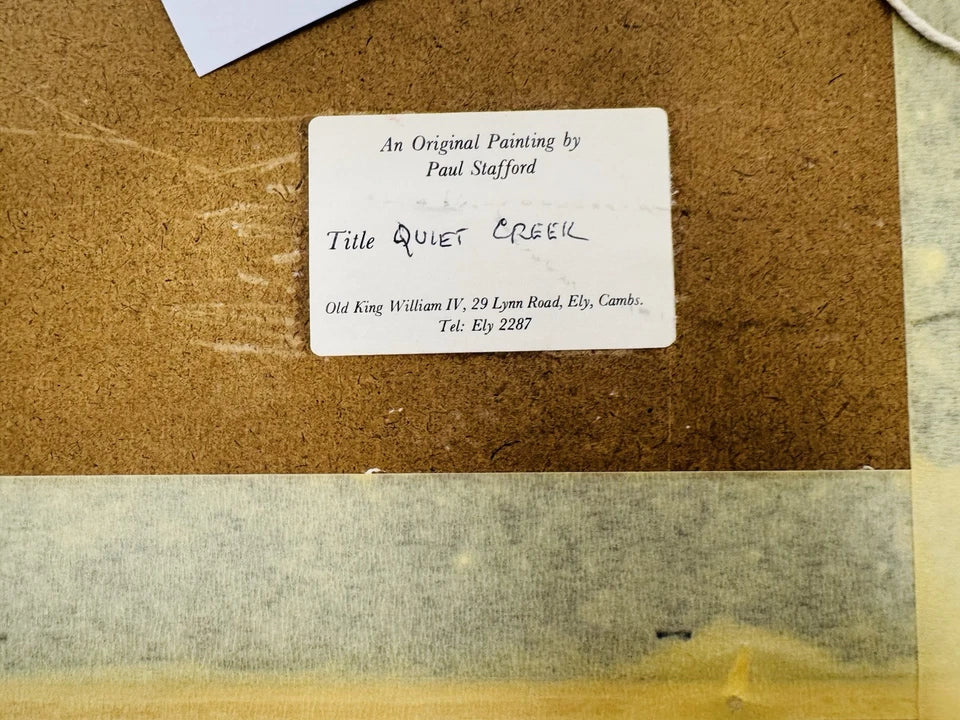 An Original Painting by
Paul Stafford
Title QUIET CREEK
Old King William IV, 29 Lynn Road, Ely, Cambs.
Tel: Ely 2287